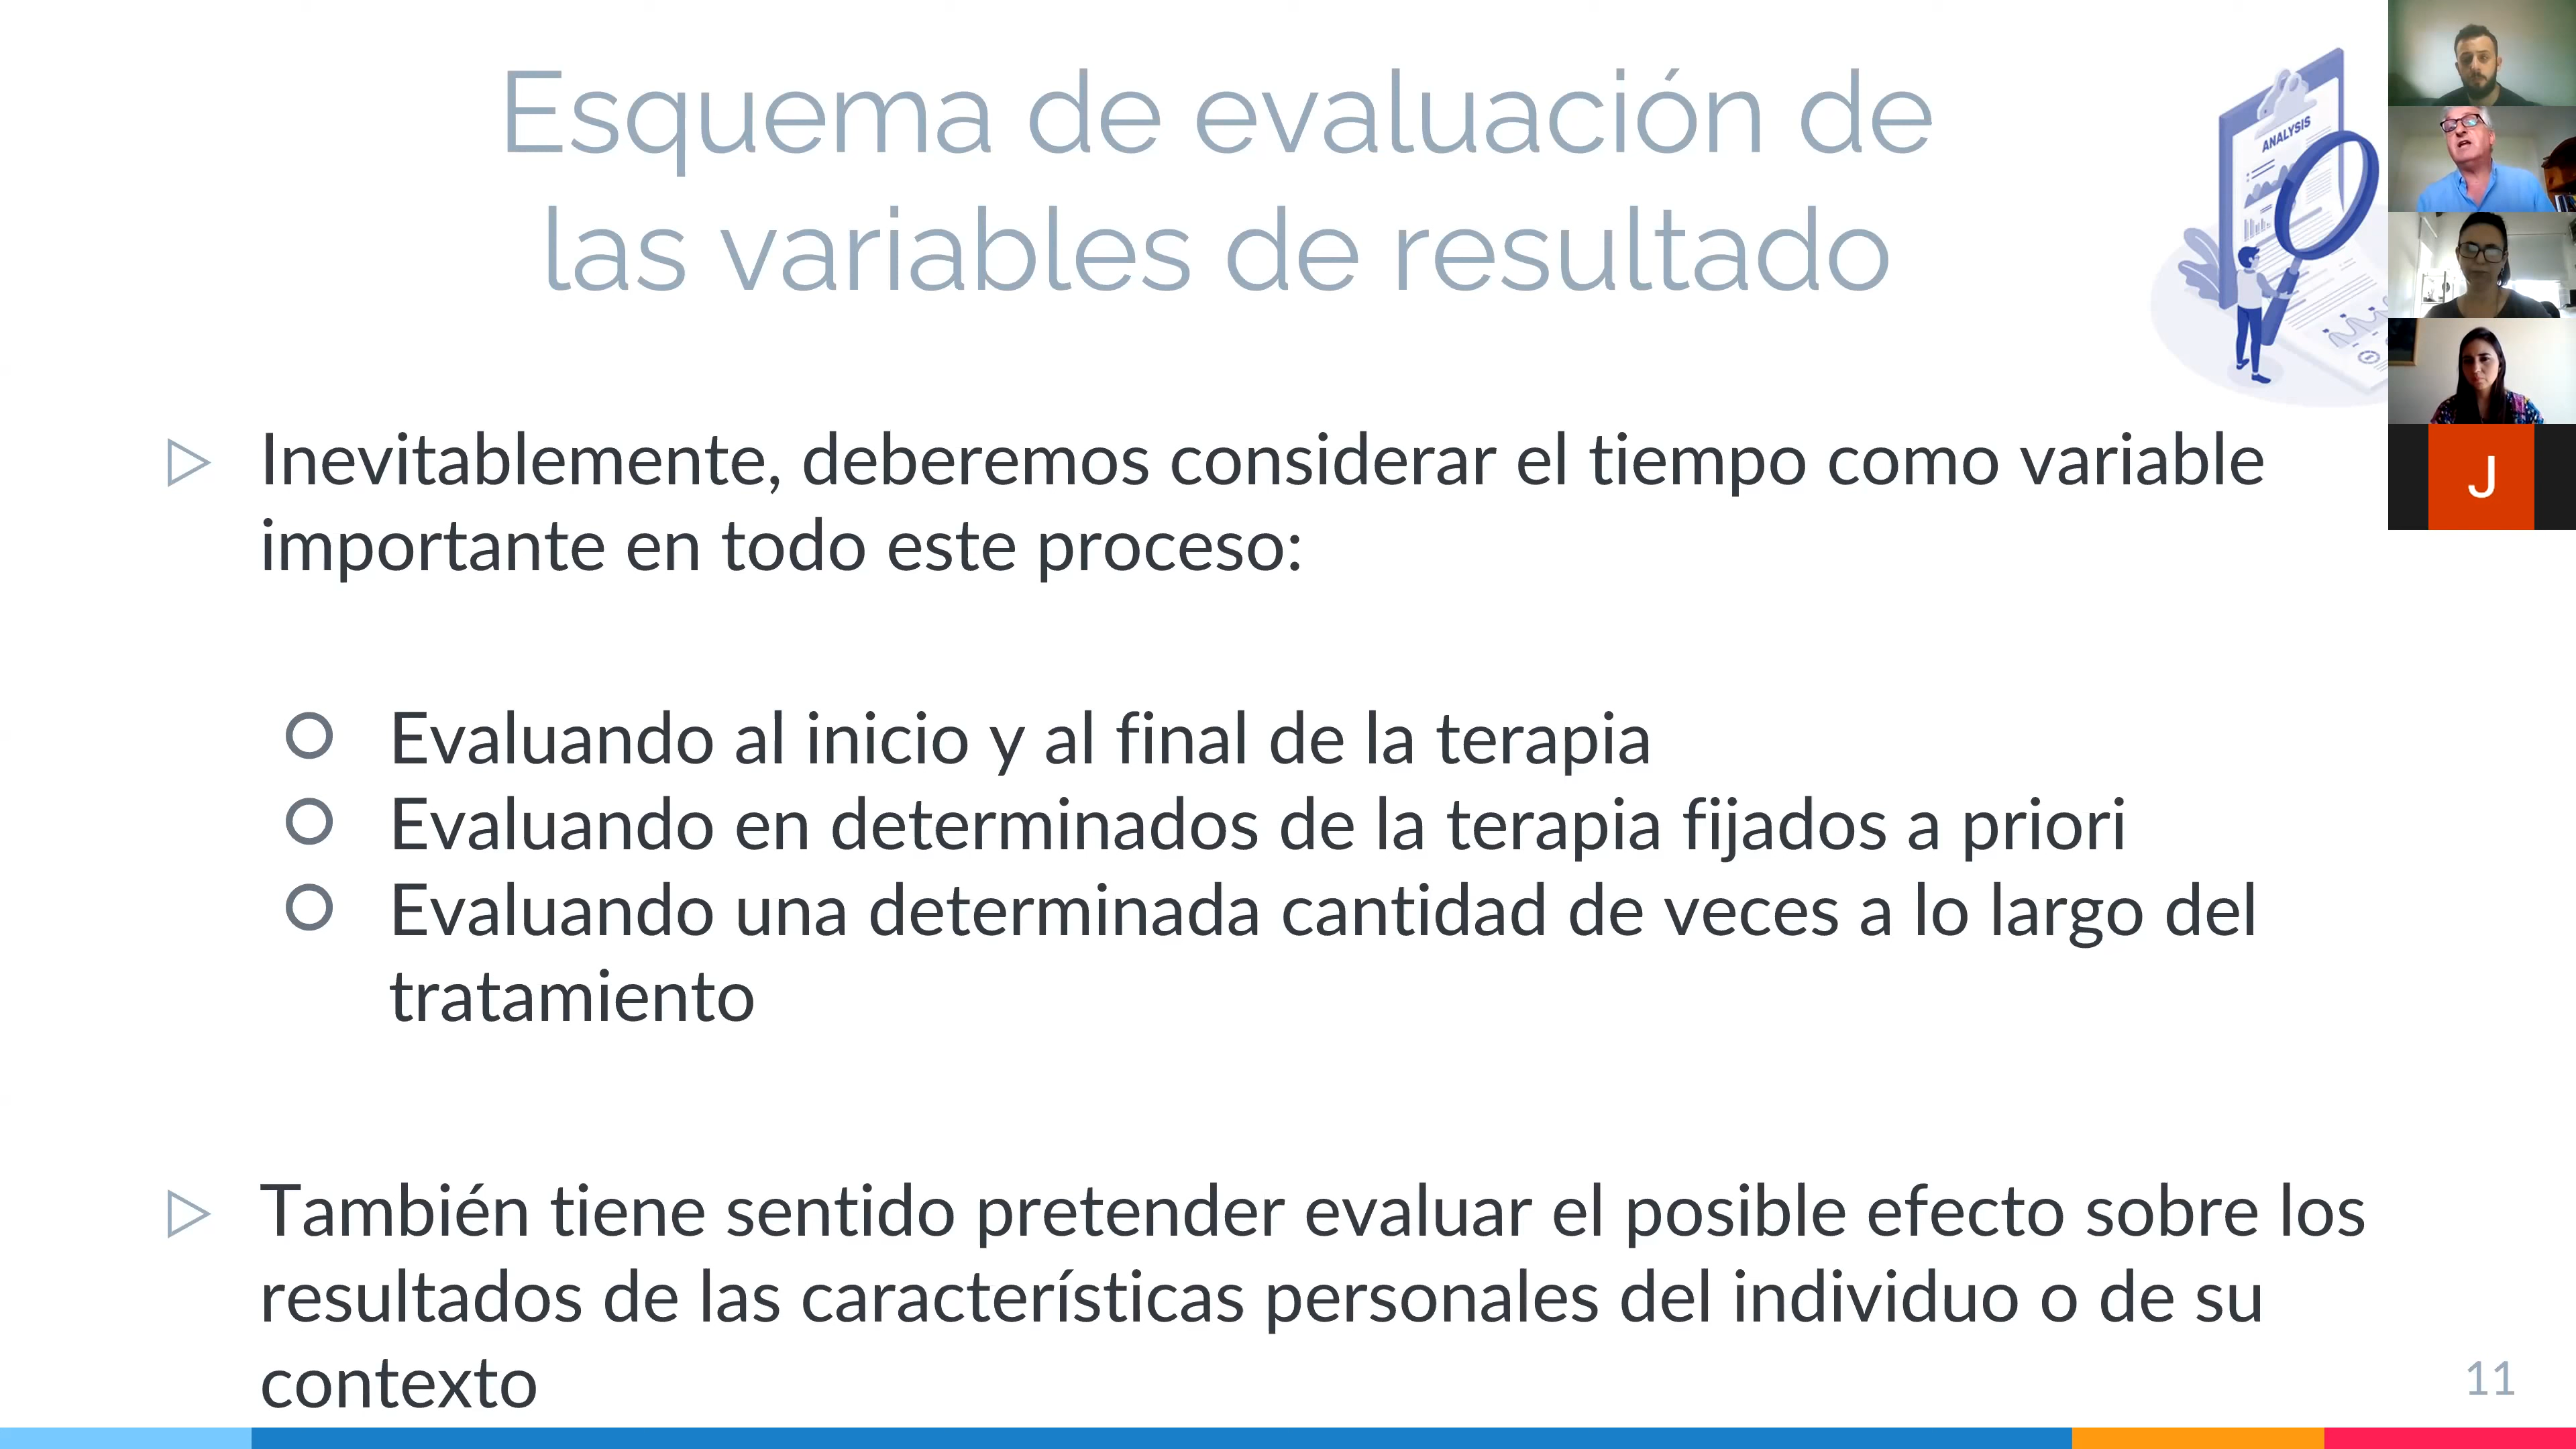 Esquema de evaluación de
las variables de resultado
ANALYSIS
J
Inevitablemente, deberemos considerar el tiempo como variable
importante en todo este proceso:
Evaluando al inicio y al final de la terapia
Evaluando en determinados de la terapia fijados a priori
Evaluando una determinada cantidad de veces a lo largo del
tratamiento
También tiene sentido pretender evaluar el posible efecto sobre los
resultados de las características personales del individuo o de su
contexto
11